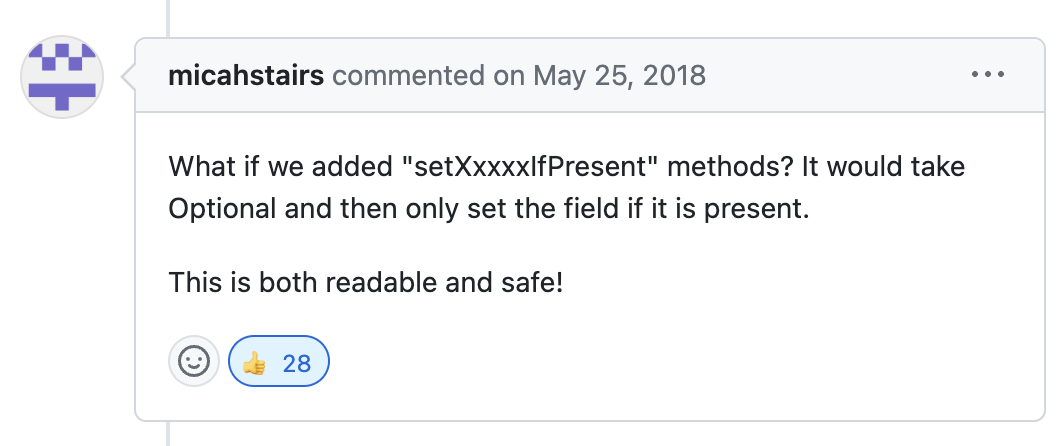 micahstairs commented on May 25, 2018
What if we added "setXxxxxIfPresent" methods? It would take
Optional and then only set the field if it is present.
This is both readable and safe!
👍 28